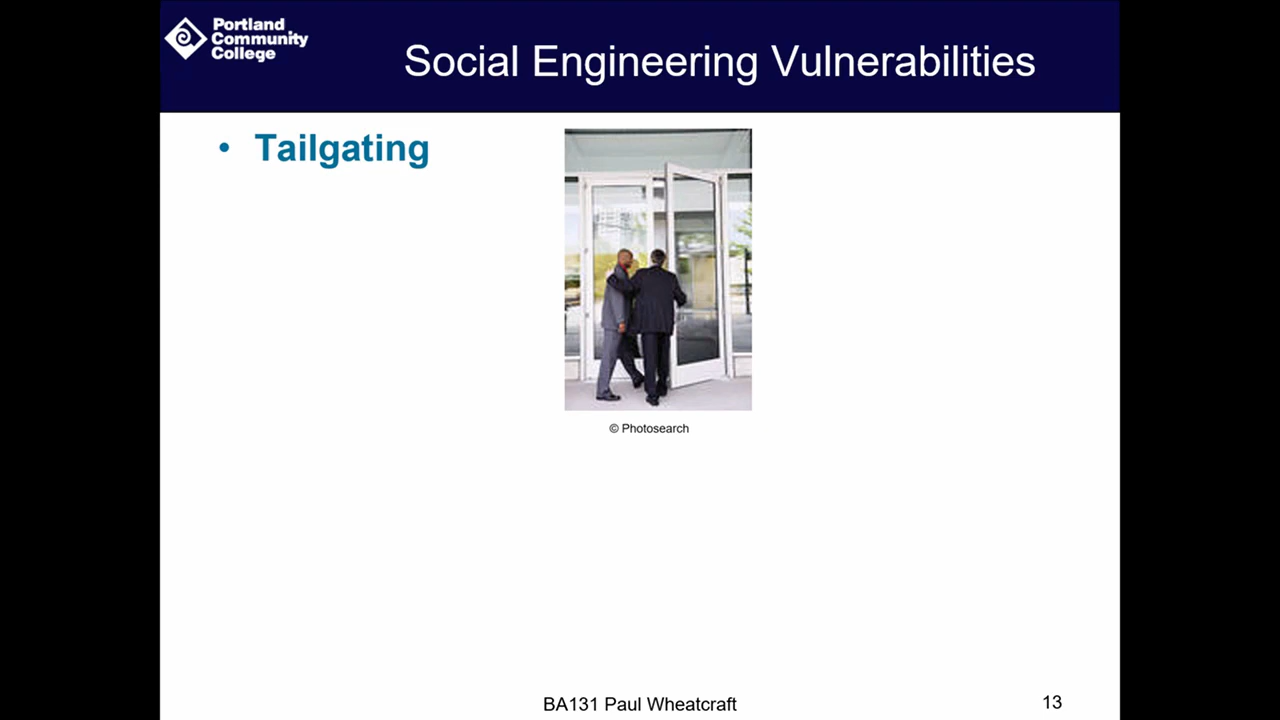 Portland
Community
College
Social Engineering Vulnerabilities
• Tailgating
© Photosearch
BA131 Paul Wheatcraft
13